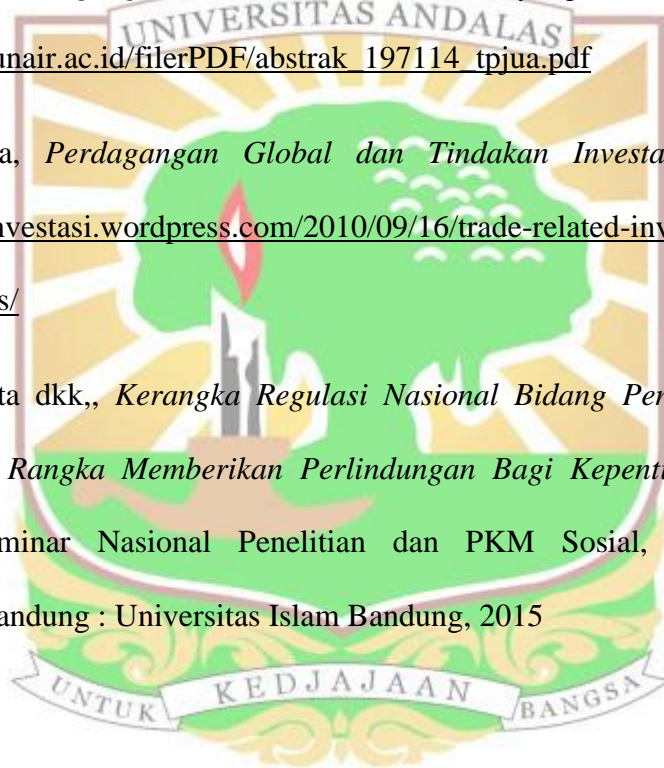 UNIVERSITAS ANDALAS
unair.ac.id/filerPDF/abstrak_197114_tpjua.pdf
a, Perdagangan Global dan Tindakan Investa
nvestasi.wordpress.com/2010/09/16/trade-related-inv
s/
ta dkk,, Kerangka Regulasi Nasional Bidang Per
Rangka Memberikan Perlindungan Bagi Kepenti
minar Nasional Penelitian dan PKM Sosial,
andung : Universitas Islam Bandung, 2015
UNTUK KEDJAJAAN BANGSA